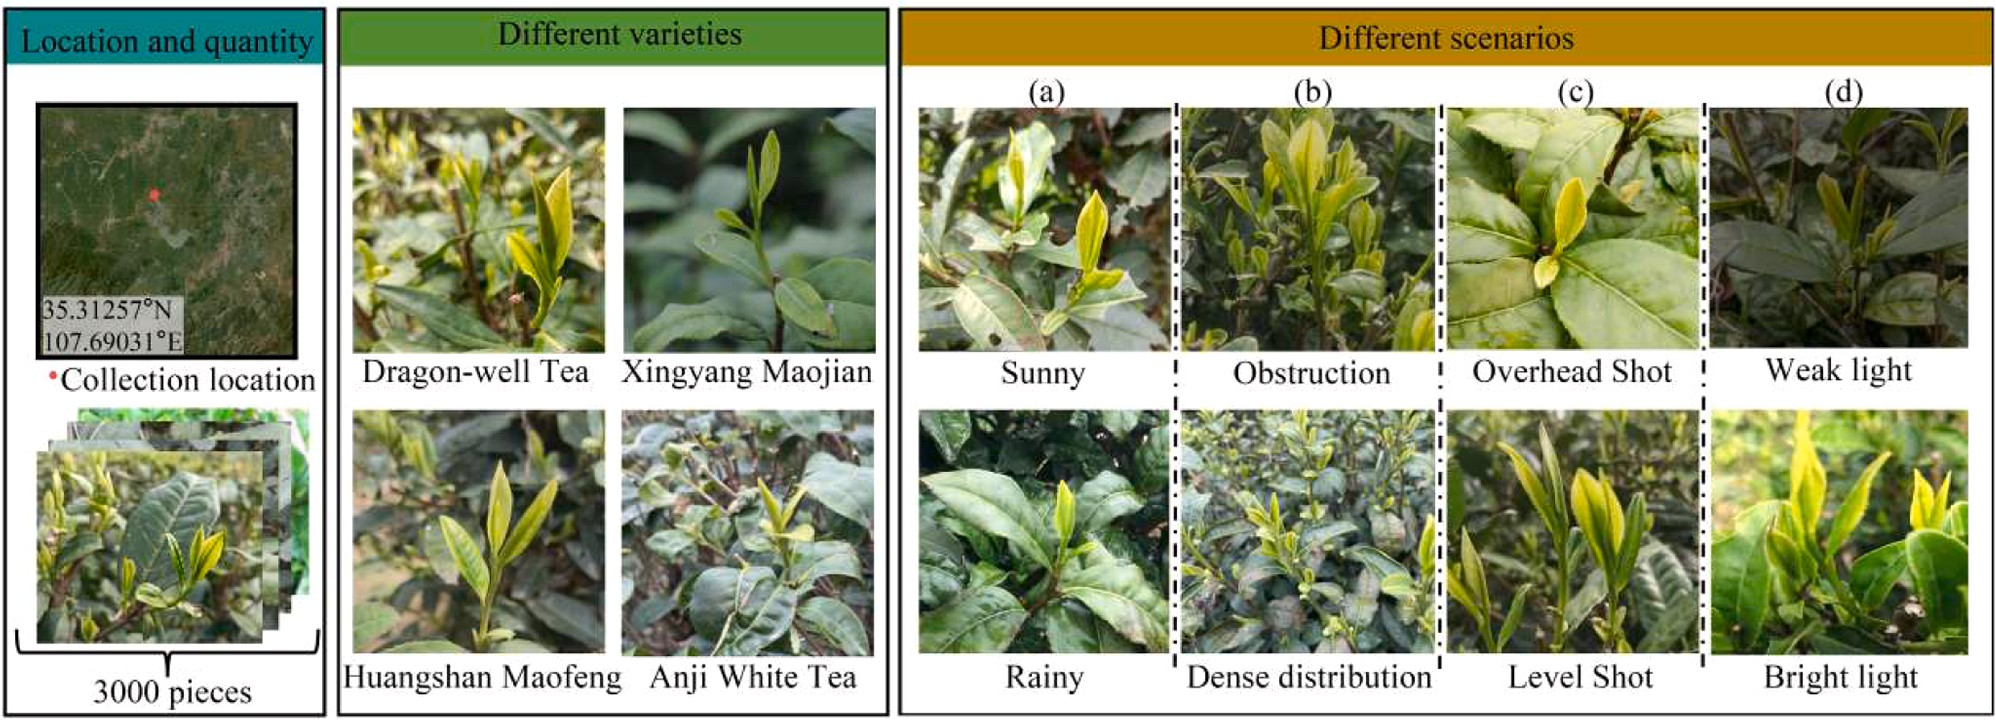 Location and quantity
35.31257°N
107.69031°E
Collection location
3000 pieces
Different varieties
Dragon-well Tea
Xingyang Maojian
Huangshan Maofeng
Anji White Tea
Different scenarios
(a)
(b)
(c)
(d)
Sunny
Obstruction
Overhead Shot
Weak light
Rainy
Dense distribution
Level Shot
Bright light